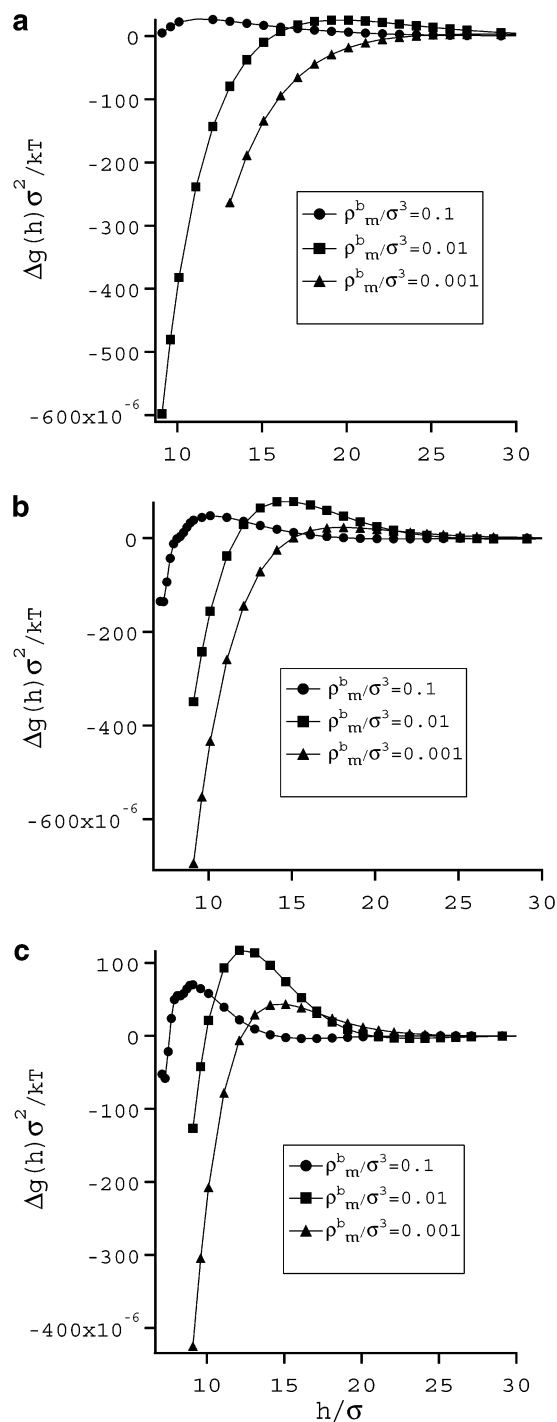 a
Δg(h)σ²/kT
0
-100
-200
-300
-400
-500
-600x10⁻⁶
ρᵇₘ/σ³=0.1
ρᵇₘ/σ³=0.01
ρᵇₘ/σ³=0.001
10 15 20 25 30
b
Δg(h)σ²/kT
0
-200
-400
-600x10⁻⁶
ρᵇₘ/σ³=0.1
ρᵇₘ/σ³=0.01
ρᵇₘ/σ³=0.001
10 15 20 25 30
c
Δg(h)σ²/kT
100
0
-100
-200
-300
-400x10⁻⁶
ρᵇₘ/σ³=0.1
ρᵇₘ/σ³=0.01
ρᵇₘ/σ³=0.001
10 15 20 25 30
h/σ